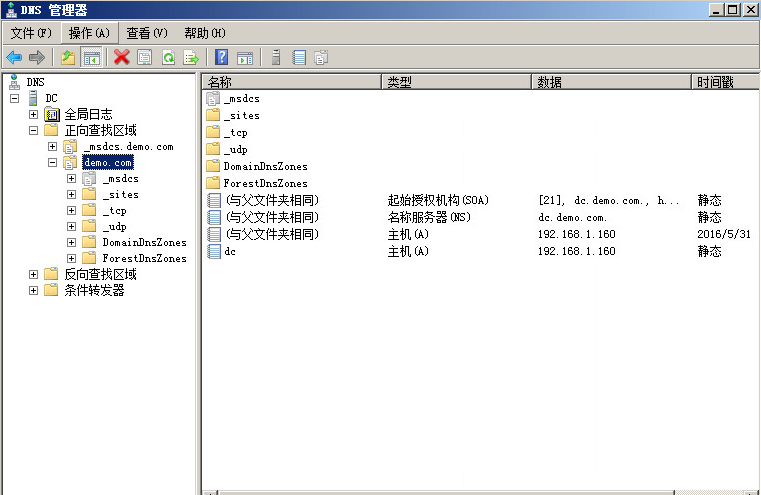 DNS 管理器
文件(F) 操作(A) 查看(V) 帮助(H)
DNS
DC
全局日志
正向查找区域
_msdcs.demo.com
demo.com
_msdcs
_sites
_tcp
_udp
DomainDnsZones
ForestDnsZones
反向查找区域
条件转发器
名称 类型 数据 时间戳
_msdcs
_sites
_tcp
_udp
DomainDnsZones
ForestDnsZones
(与父文件夹相同) 起始授权机构(SOA) [21], dc.demo.com., h... 静态
(与父文件夹相同) 名称服务器(NS) dc.demo.com. 静态
(与父文件夹相同) 主机(A) 192.168.1.160 2016/5/31
dc 主机(A) 192.168.1.160 静态